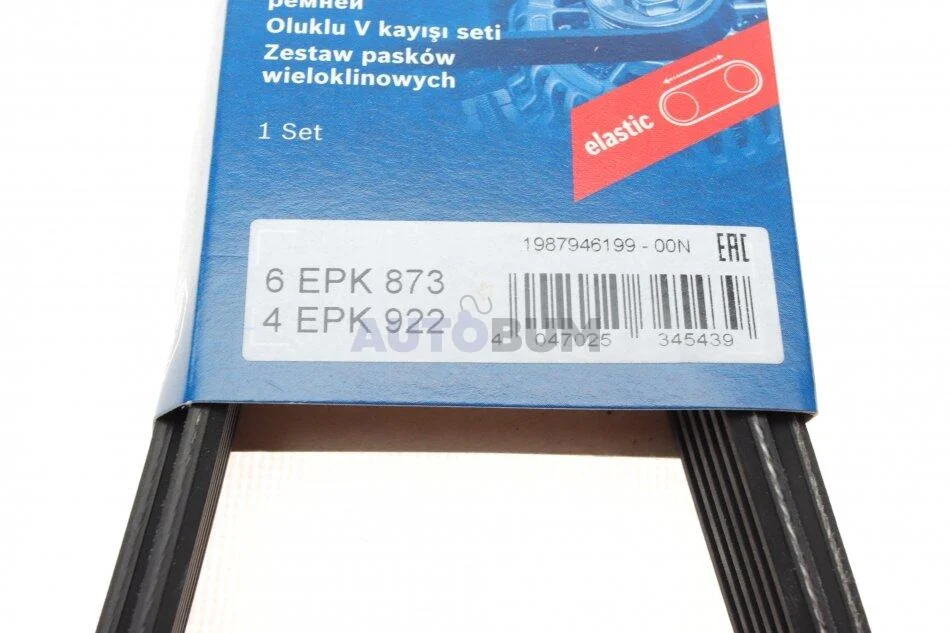 ремней
Oluklu V kayışı seti
Zestaw pasków
wieloklinowych
1 Set
elastic
1987946199 - 00N EAC
6 EPK 873
4 EPK 922
AUTOBUM
4 047025 345439